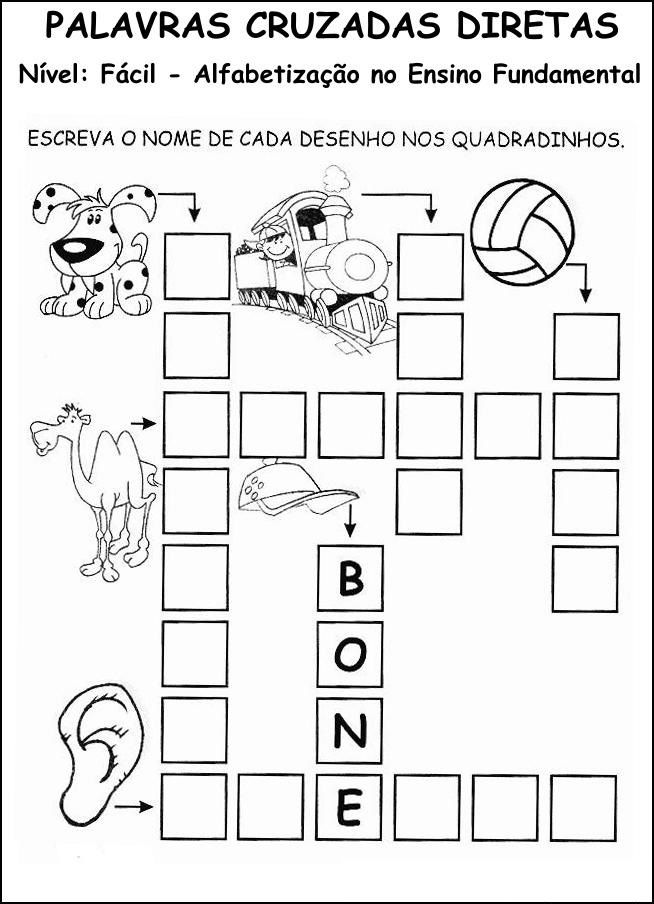 PALAVRAS CRUZADAS DIRETAS
Nível: Fácil - Alfabetização no Ensino Fundamental
ESCREVA O NOME DE CADA DESENHO NOS QUADRADINHOS.
B
O
N
E